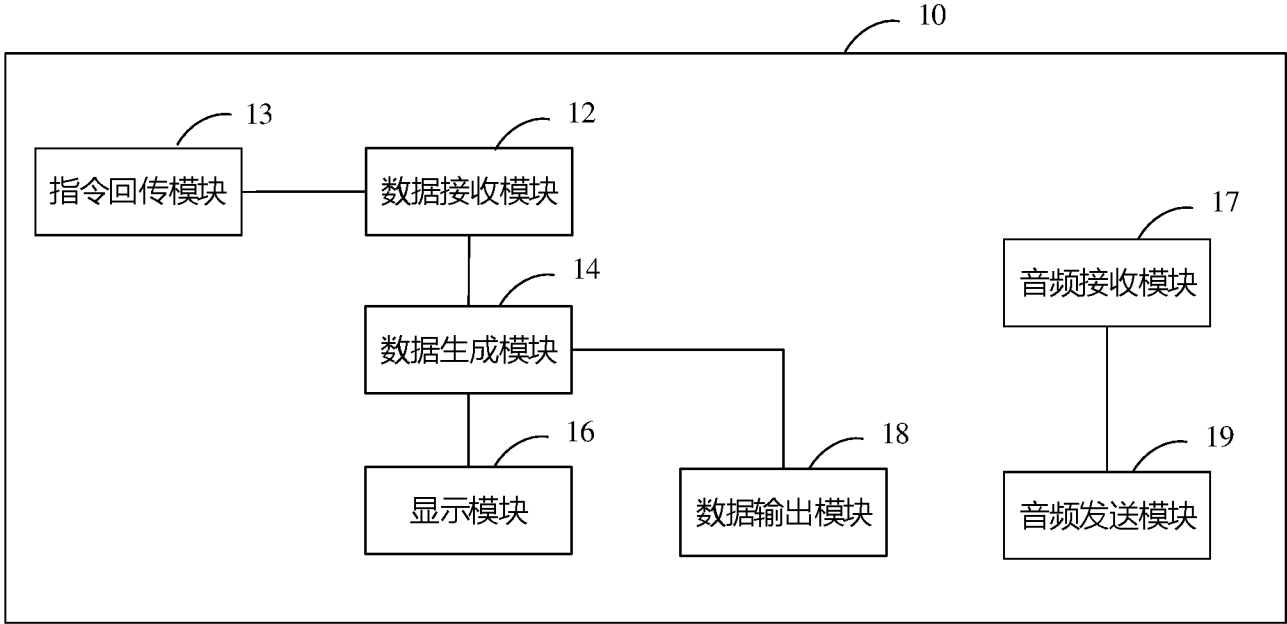 10
13
指令回传模块
12
数据接收模块
17
音频接收模块
14
数据生成模块
16
显示模块
18
数据输出模块
19
音频发送模块